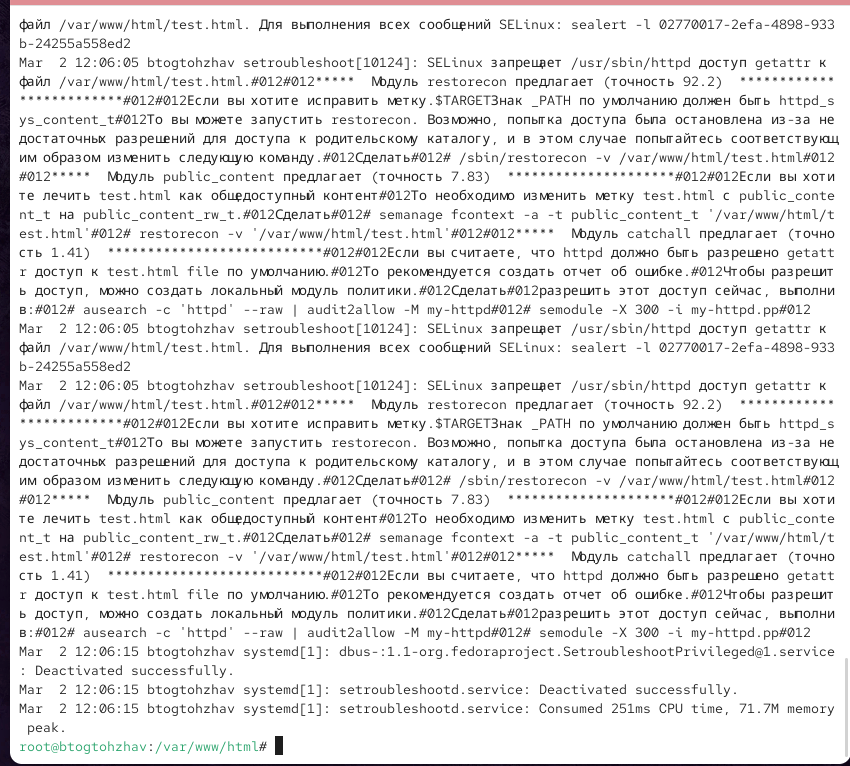 файл /var/www/html/test.html. Для выполнения всех сообщений SELinux: sealert -l 02770017-2efa-4898-933
b-24255a558ed2
Mar  2 12:06:05 btogtohzhav setroubleshoot[10124]: SELinux запрещает /usr/sbin/httpd доступ getattr к
файл /var/www/html/test.html.#012#012*****  Модуль restorecon предлагает (точность 92.2)  ************
*************#012#012Если вы хотите исправить метку.$TARGETЗнак _PATH по умолчанию должен быть httpd_s
ys_content_t#012То вы можете запустить restorecon. Возможно, попытка доступа была остановлена из-за не
достаточных разрешений для доступа к родительскому каталогу, и в этом случае попытайтесь соответствующ
им образом изменить следующую команду.#012Сделать#012# /sbin/restorecon -v /var/www/html/test.html#012
#012*****  Модуль public_content предлагает (точность 7.83)  *********************#012#012Если вы хоти
те лечить test.html как общедоступный контент#012То необходимо изменить метку test.html с public_conte
nt_t на public_content_rw_t.#012Сделать#012# semanage fcontext -a -t public_content_t '/var/www/html/t
est.html'#012# restorecon -v '/var/www/html/test.html'#012#012*****  Модуль catchall предлагает (точно
сть 1.41)  ***************************#012#012Если вы считаете, что httpd должно быть разрешено getatt
r доступ к test.html file по умолчанию.#012То рекомендуется создать отчет об ошибке.#012Чтобы разрешит
ь доступ, можно создать локальный модуль политики.#012Сделать#012разрешить этот доступ сейчас, выполни
в:#012# ausearch -c 'httpd' --raw | audit2allow -M my-httpd#012# semodule -X 300 -i my-httpd.pp#012
Mar  2 12:06:05 btogtohzhav setroubleshoot[10124]: SELinux запрещает /usr/sbin/httpd доступ getattr к
файл /var/www/html/test.html. Для выполнения всех сообщений SELinux: sealert -l 02770017-2efa-4898-933
b-24255a558ed2
Mar  2 12:06:05 btogtohzhav setroubleshoot[10124]: SELinux запрещает /usr/sbin/httpd доступ getattr к
файл /var/www/html/test.html.#012#012*****  Модуль restorecon предлагает (точность 92.2)  ************
*************#012#012Если вы хотите исправить метку.$TARGETЗнак _PATH по умолчанию должен быть httpd_s
ys_content_t#012То вы можете запустить restorecon. Возможно, попытка доступа была остановлена из-за не
достаточных разрешений для доступа к родительскому каталогу, и в этом случае попытайтесь соответствующ
им образом изменить следующую команду.#012Сделать#012# /sbin/restorecon -v /var/www/html/test.html#012
#012*****  Модуль public_content предлагает (точность 7.83)  *********************#012#012Если вы хоти
те лечить test.html как общедоступный контент#012То необходимо изменить метку test.html с public_conte
nt_t на public_content_rw_t.#012Сделать#012# semanage fcontext -a -t public_content_t '/var/www/html/t
est.html'#012# restorecon -v '/var/www/html/test.html'#012#012*****  Модуль catchall предлагает (точно
сть 1.41)  ***************************#012#012Если вы считаете, что httpd должно быть разрешено getatt
r доступ к test.html file по умолчанию.#012То рекомендуется создать отчет об ошибке.#012Чтобы разрешит
ь доступ, можно создать локальный модуль политики.#012Сделать#012разрешить этот доступ сейчас, выполни
в:#012# ausearch -c 'httpd' --raw | audit2allow -M my-httpd#012# semodule -X 300 -i my-httpd.pp#012
Mar  2 12:06:15 btogtohzhav systemd[1]: dbus-:1.1-org.fedoraproject.SetroubleshootPrivileged@1.service
: Deactivated successfully.
Mar  2 12:06:15 btogtohzhav systemd[1]: setroubleshootd.service: Deactivated successfully.
Mar  2 12:06:15 btogtohzhav systemd[1]: setroubleshootd.service: Consumed 251ms CPU time, 71.7M memory
 peak.
root@btogtohzhav:/var/www/html#